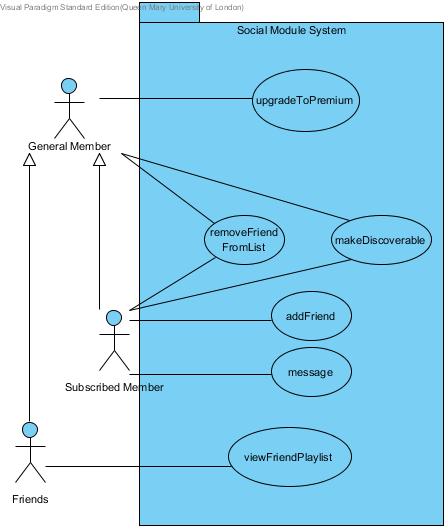 Visual Paradigm Standard Edition(Queen Mary University of London)
Social Module System
upgradeToPremium
General Member
removeFriend
FromList
makeDiscoverable
addFriend
message
Subscribed Member
viewFriendPlaylist
Friends